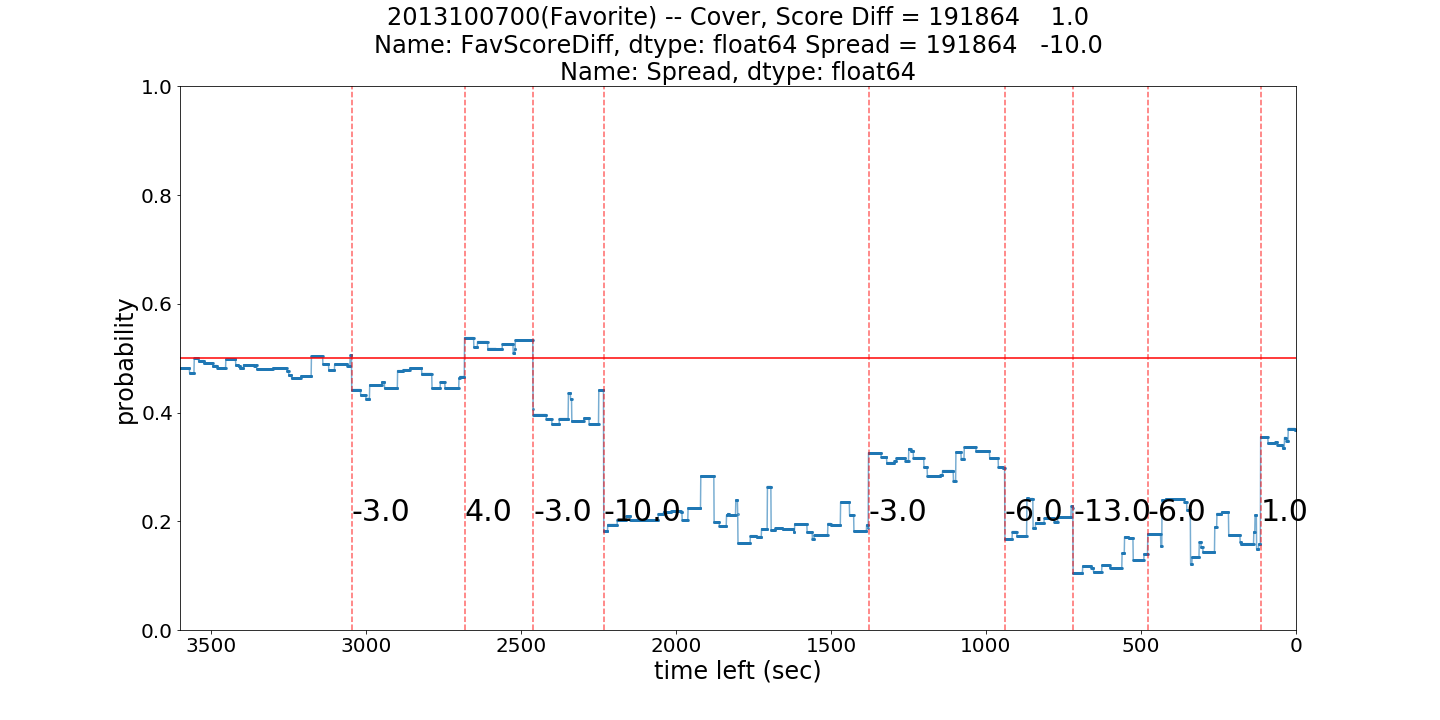 2013100700(Favorite) -- Cover, Score Diff = 191864    1.0
Name: FavScoreDiff, dtype: float64 Spread = 191864   -10.0
Name: Spread, dtype: float64
1.0
0.8
0.6
0.4
0.2
0.0
probability
-3.0 4.0 -3.0 -10.0 -3.0 -6.0 -13.0 -6.0 1.0
3500 3000 2500 2000 1500 1000 500 0
time left (sec)